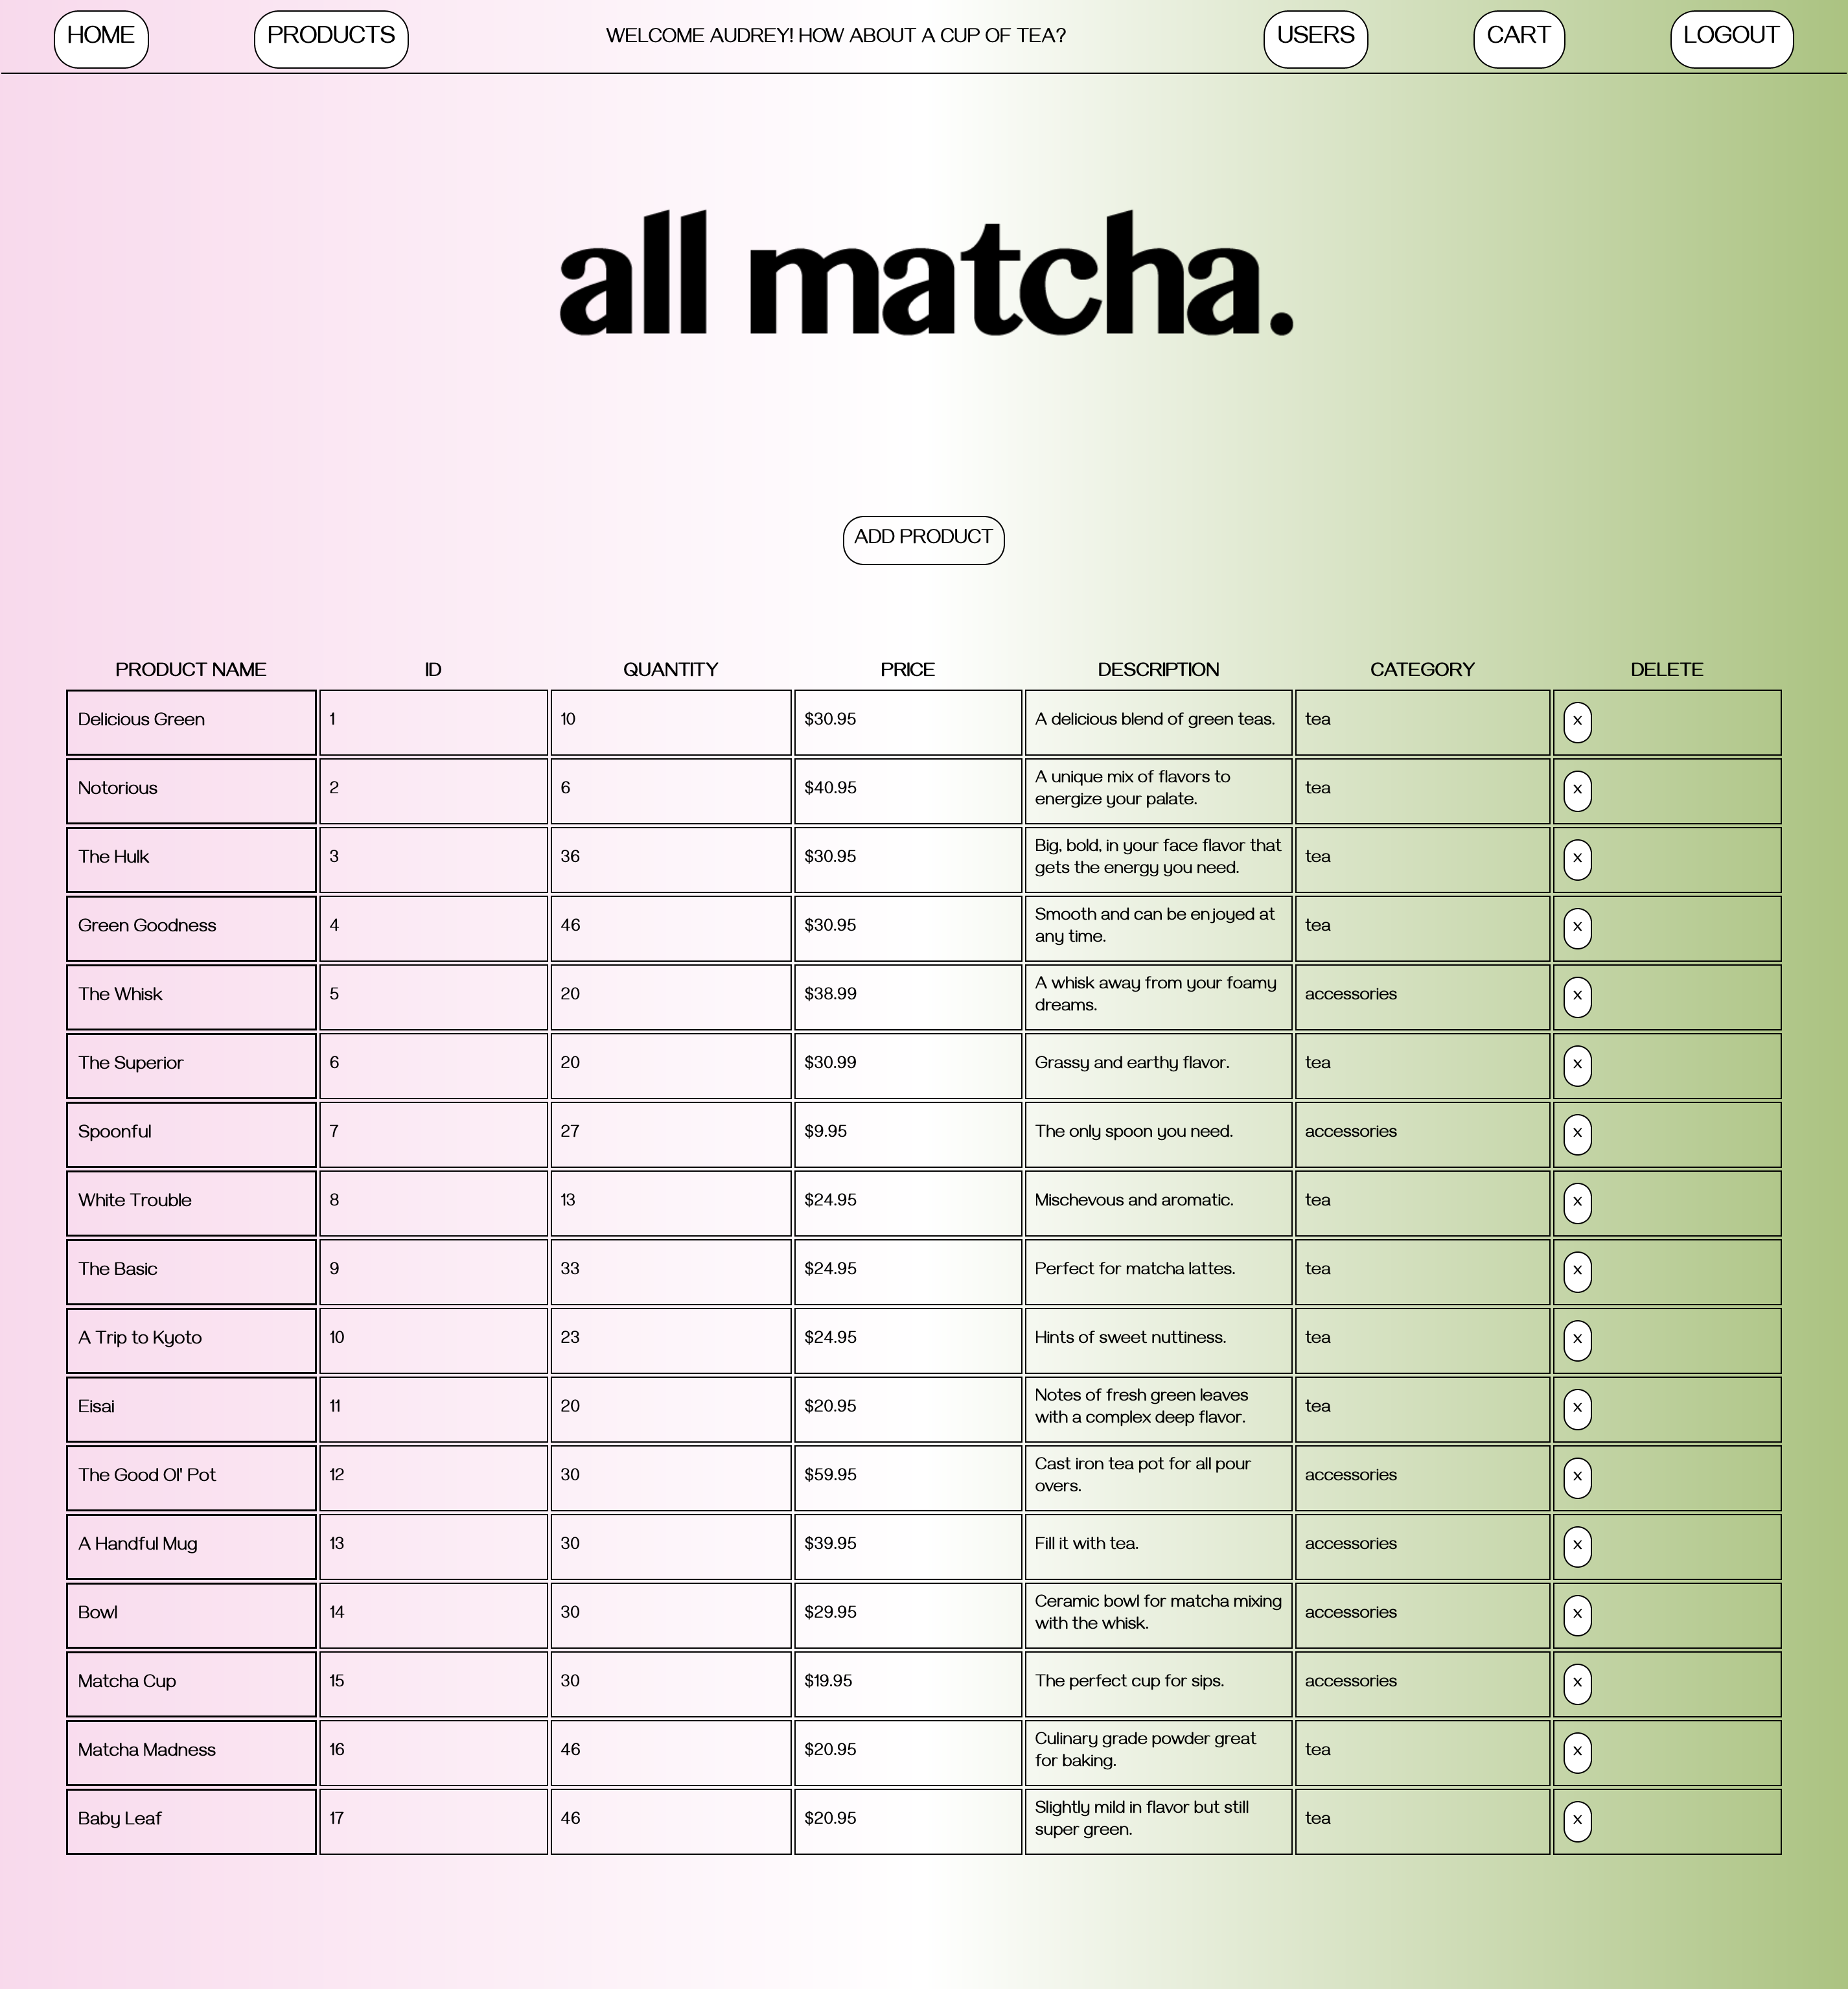 HOME PRODUCTS WELCOME AUDREY! HOW ABOUT A CUP OF TEA? USERS CART LOGOUT
all matcha.
ADD PRODUCT
PRODUCT NAME ID QUANTITY PRICE DESCRIPTION CATEGORY DELETE
Delicious Green 1 10 $30.95 A delicious blend of green teas. tea x
Notorious 2 6 $40.95 A unique mix of flavors to
energize your palate. tea x
The Hulk 3 36 $30.95 Big, bold, in your face flavor that
gets the energy you need. tea x
Green Goodness 4 46 $30.95 Smooth and can be enjoyed at
any time. tea x
The Whisk 5 20 $38.99 A whisk away from your foamy
dreams. accessories x
The Superior 6 20 $30.99 Grassy and earthy flavor. tea x
Spoonful 7 27 $9.95 The only spoon you need. accessories x
White Trouble 8 13 $24.95 Mischevous and aromatic. tea x
The Basic 9 33 $24.95 Perfect for matcha lattes. tea x
A Trip to Kyoto 10 23 $24.95 Hints of sweet nuttiness. tea x
Eisai 11 20 $20.95 Notes of fresh green leaves
with a complex deep flavor. tea x
The Good Ol' Pot 12 30 $59.95 Cast iron tea pot for all pour
overs. accessories x
A Handful Mug 13 30 $39.95 Fill it with tea. accessories x
Bowl 14 30 $29.95 Ceramic bowl for matcha mixing
with the whisk. accessories x
Matcha Cup 15 30 $19.95 The perfect cup for sips. accessories x
Matcha Madness 16 46 $20.95 Culinary grade powder great
for baking. tea x
Baby Leaf 17 46 $20.95 Slightly mild in flavor but still
super green. tea x